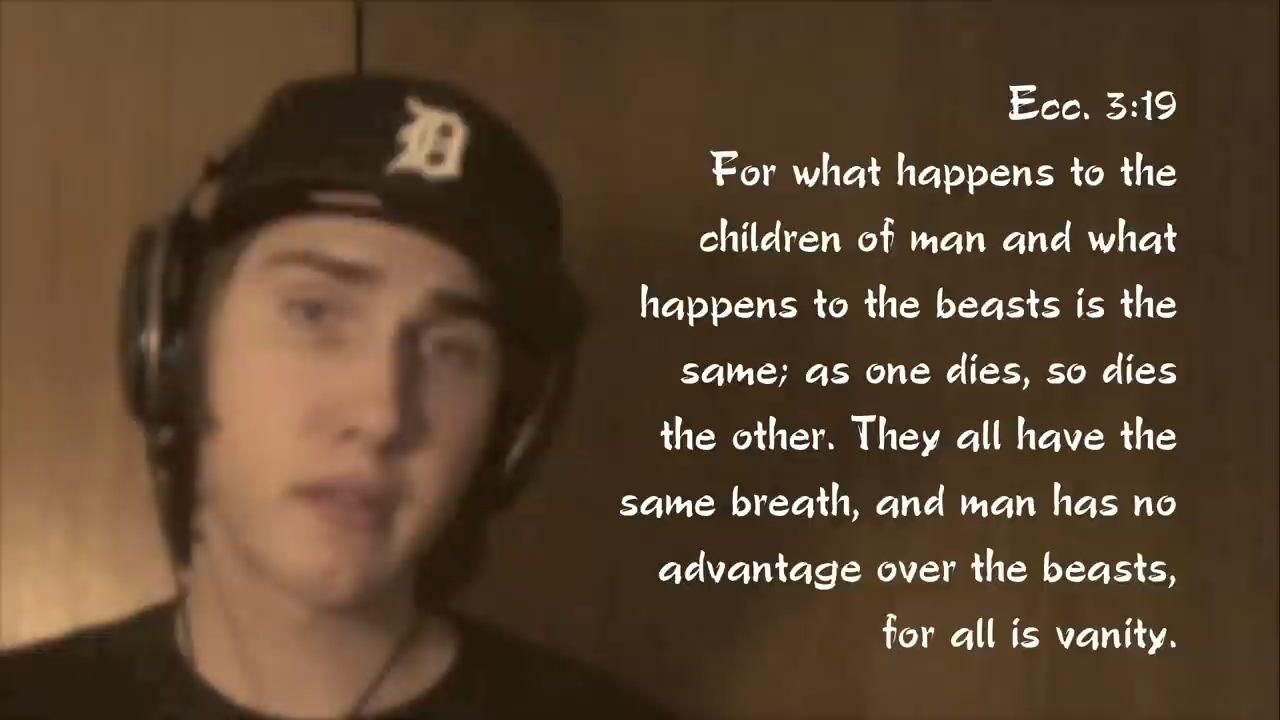 D
Ecc. 3:19
For what happens to the
children of man and what
happens to the beasts is the
same; as one dies, so dies
the other. They all have the
same breath, and man has no
advantage over the beasts,
for all is vanity.